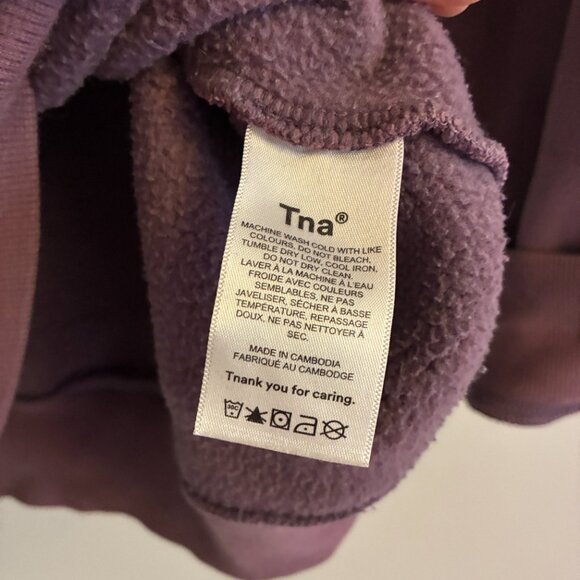 Tna®
MACHINE WASH COLD WITH LIKE
COLOURS, DO NOT BLEACH,
TUMBLE DRY LOW, COOL IRON,
DO NOT DRY CLEAN.
LAVER À LA MACHINE À L'EAU
FROIDE AVEC COULEURS
SEMBLABLES, NE PAS
JAVELISER, SÉCHER À BASSE
TEMPÉRATURE, REPASSAGE
DOUX, NE PAS NETTOYER À
SEC.
MADE IN CAMBODIA
FABRIQUÉ AU CAMBODGE
Tnank you for caring.
30C